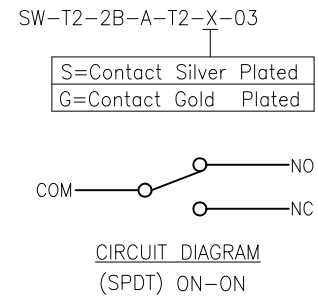 SW-T2-2B-A-T2-X-03
S=Contact Silver Plated
G=Contact Gold Plated
NO
COM
NC
CIRCUIT DIAGRAM
(SPDT) ON-ON